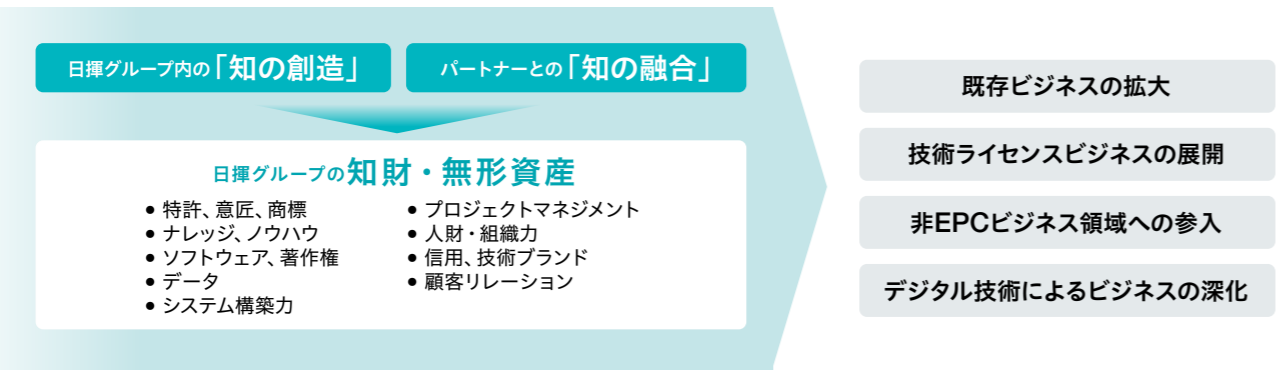 日揮グループ内の「知の創造」
パートナーとの「知の融合」
日揮グループの知財・無形資産
● 特許、意匠、商標
● ナレッジ、ノウハウ
● ソフトウェア、著作権
● データ
● システム構築力
● プロジェクトマネジメント
● 人財・組織力
● 信用、技術ブランド
● 顧客リレーション
既存ビジネスの拡大
技術ライセンスビジネスの展開
非EPCビジネス領域への参入
デジタル技術によるビジネスの深化